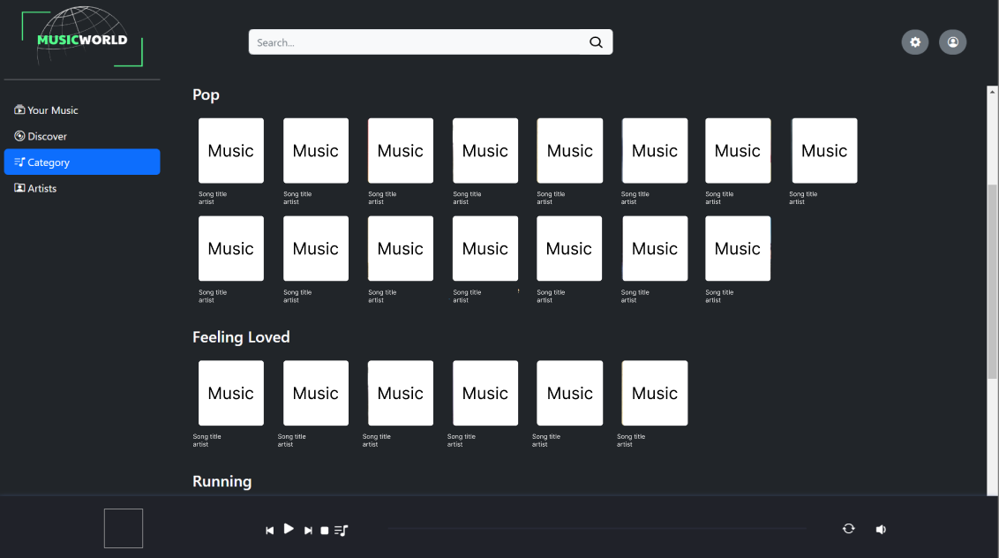 MUSICWORLD
Search...
Your Music
Discover
Category
Artists
Pop
Music Music Music Music Music Music Music Music
Song title Song title Song title Song title Song title Song title Song title Song title
artist artist artist artist artist artist artist artist
Music Music Music Music Music Music Music
Song title Song title Song title Song title Song title Song title Song title
artist artist artist artist artist artist artist
Feeling Loved
Music Music Music Music Music Music
Song title Song title Song title Song title Song title Song title
artist artist artist artist artist artist
Running